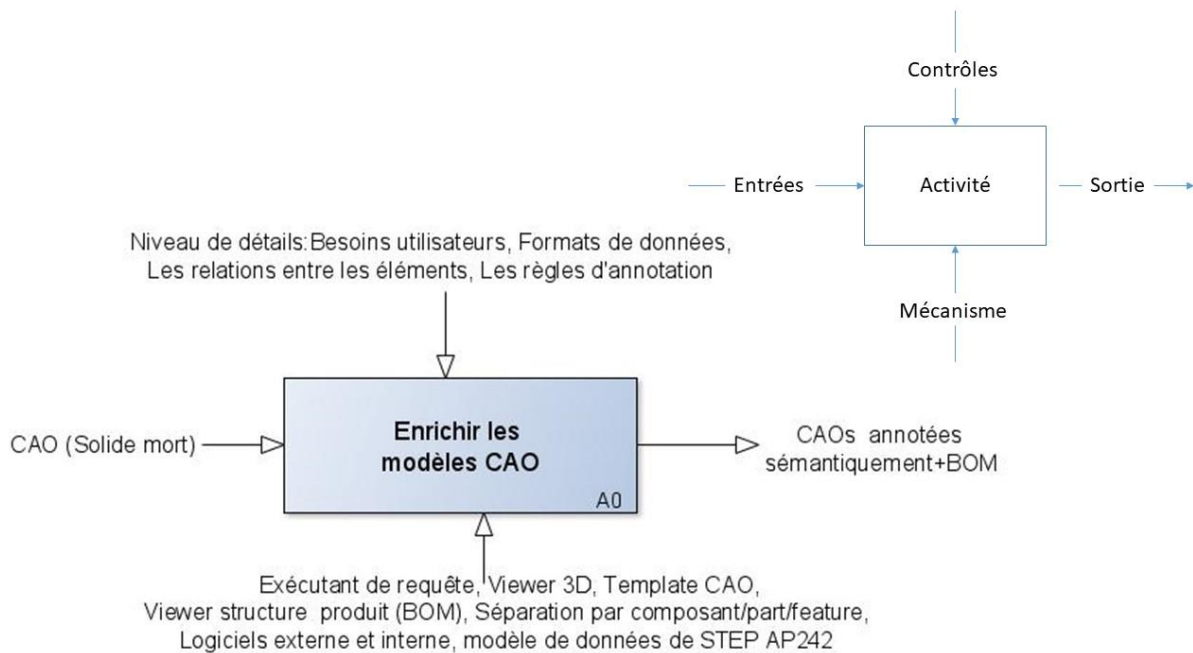 Contrôles
Entrées
Activité
Sortie
Mécanisme
Niveau de détails:Besoins utilisateurs, Formats de données,
Les relations entre les éléments, Les règles d'annotation
CAO (Solide mort)
Enrichir les
modèles CAO
A0
CAOs annotées
sémantiquement+BOM
Exécutant de requête, Viewer 3D, Template CAO,
Viewer structure produit (BOM), Séparation par composant/part/feature,
Logiciels externe et interne, modèle de données de STEP AP242